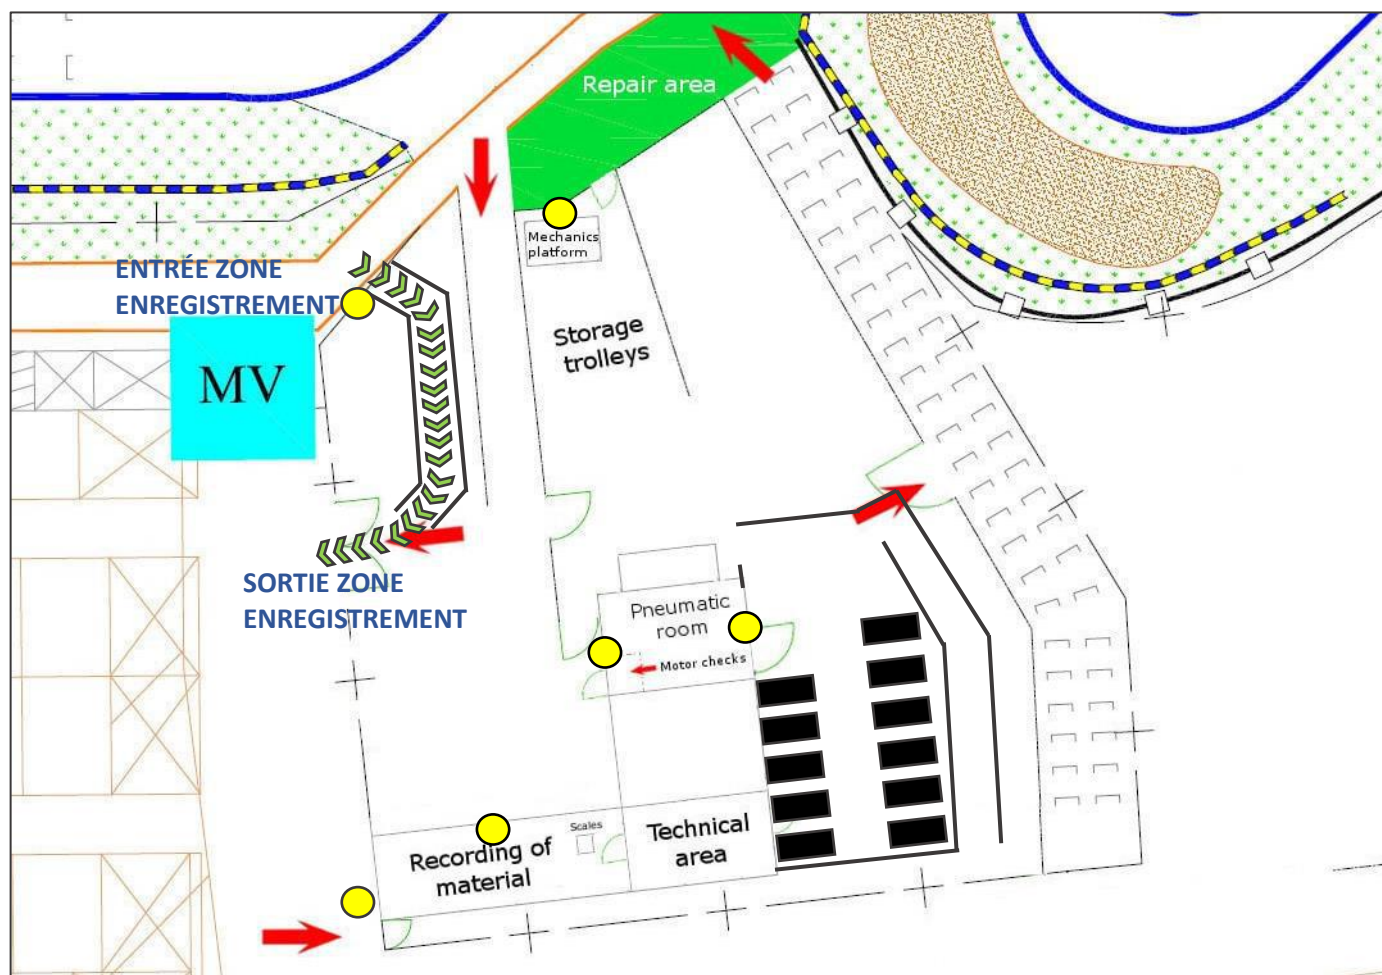 Repair area
Mechanics
platform
ENTRÉE ZONE
ENREGISTREMENT
MV
Storage
trolleys
SORTIE ZONE
ENREGISTREMENT
Pneumatic
room
Motor checks
Scales
Recording of
material
Technical
area